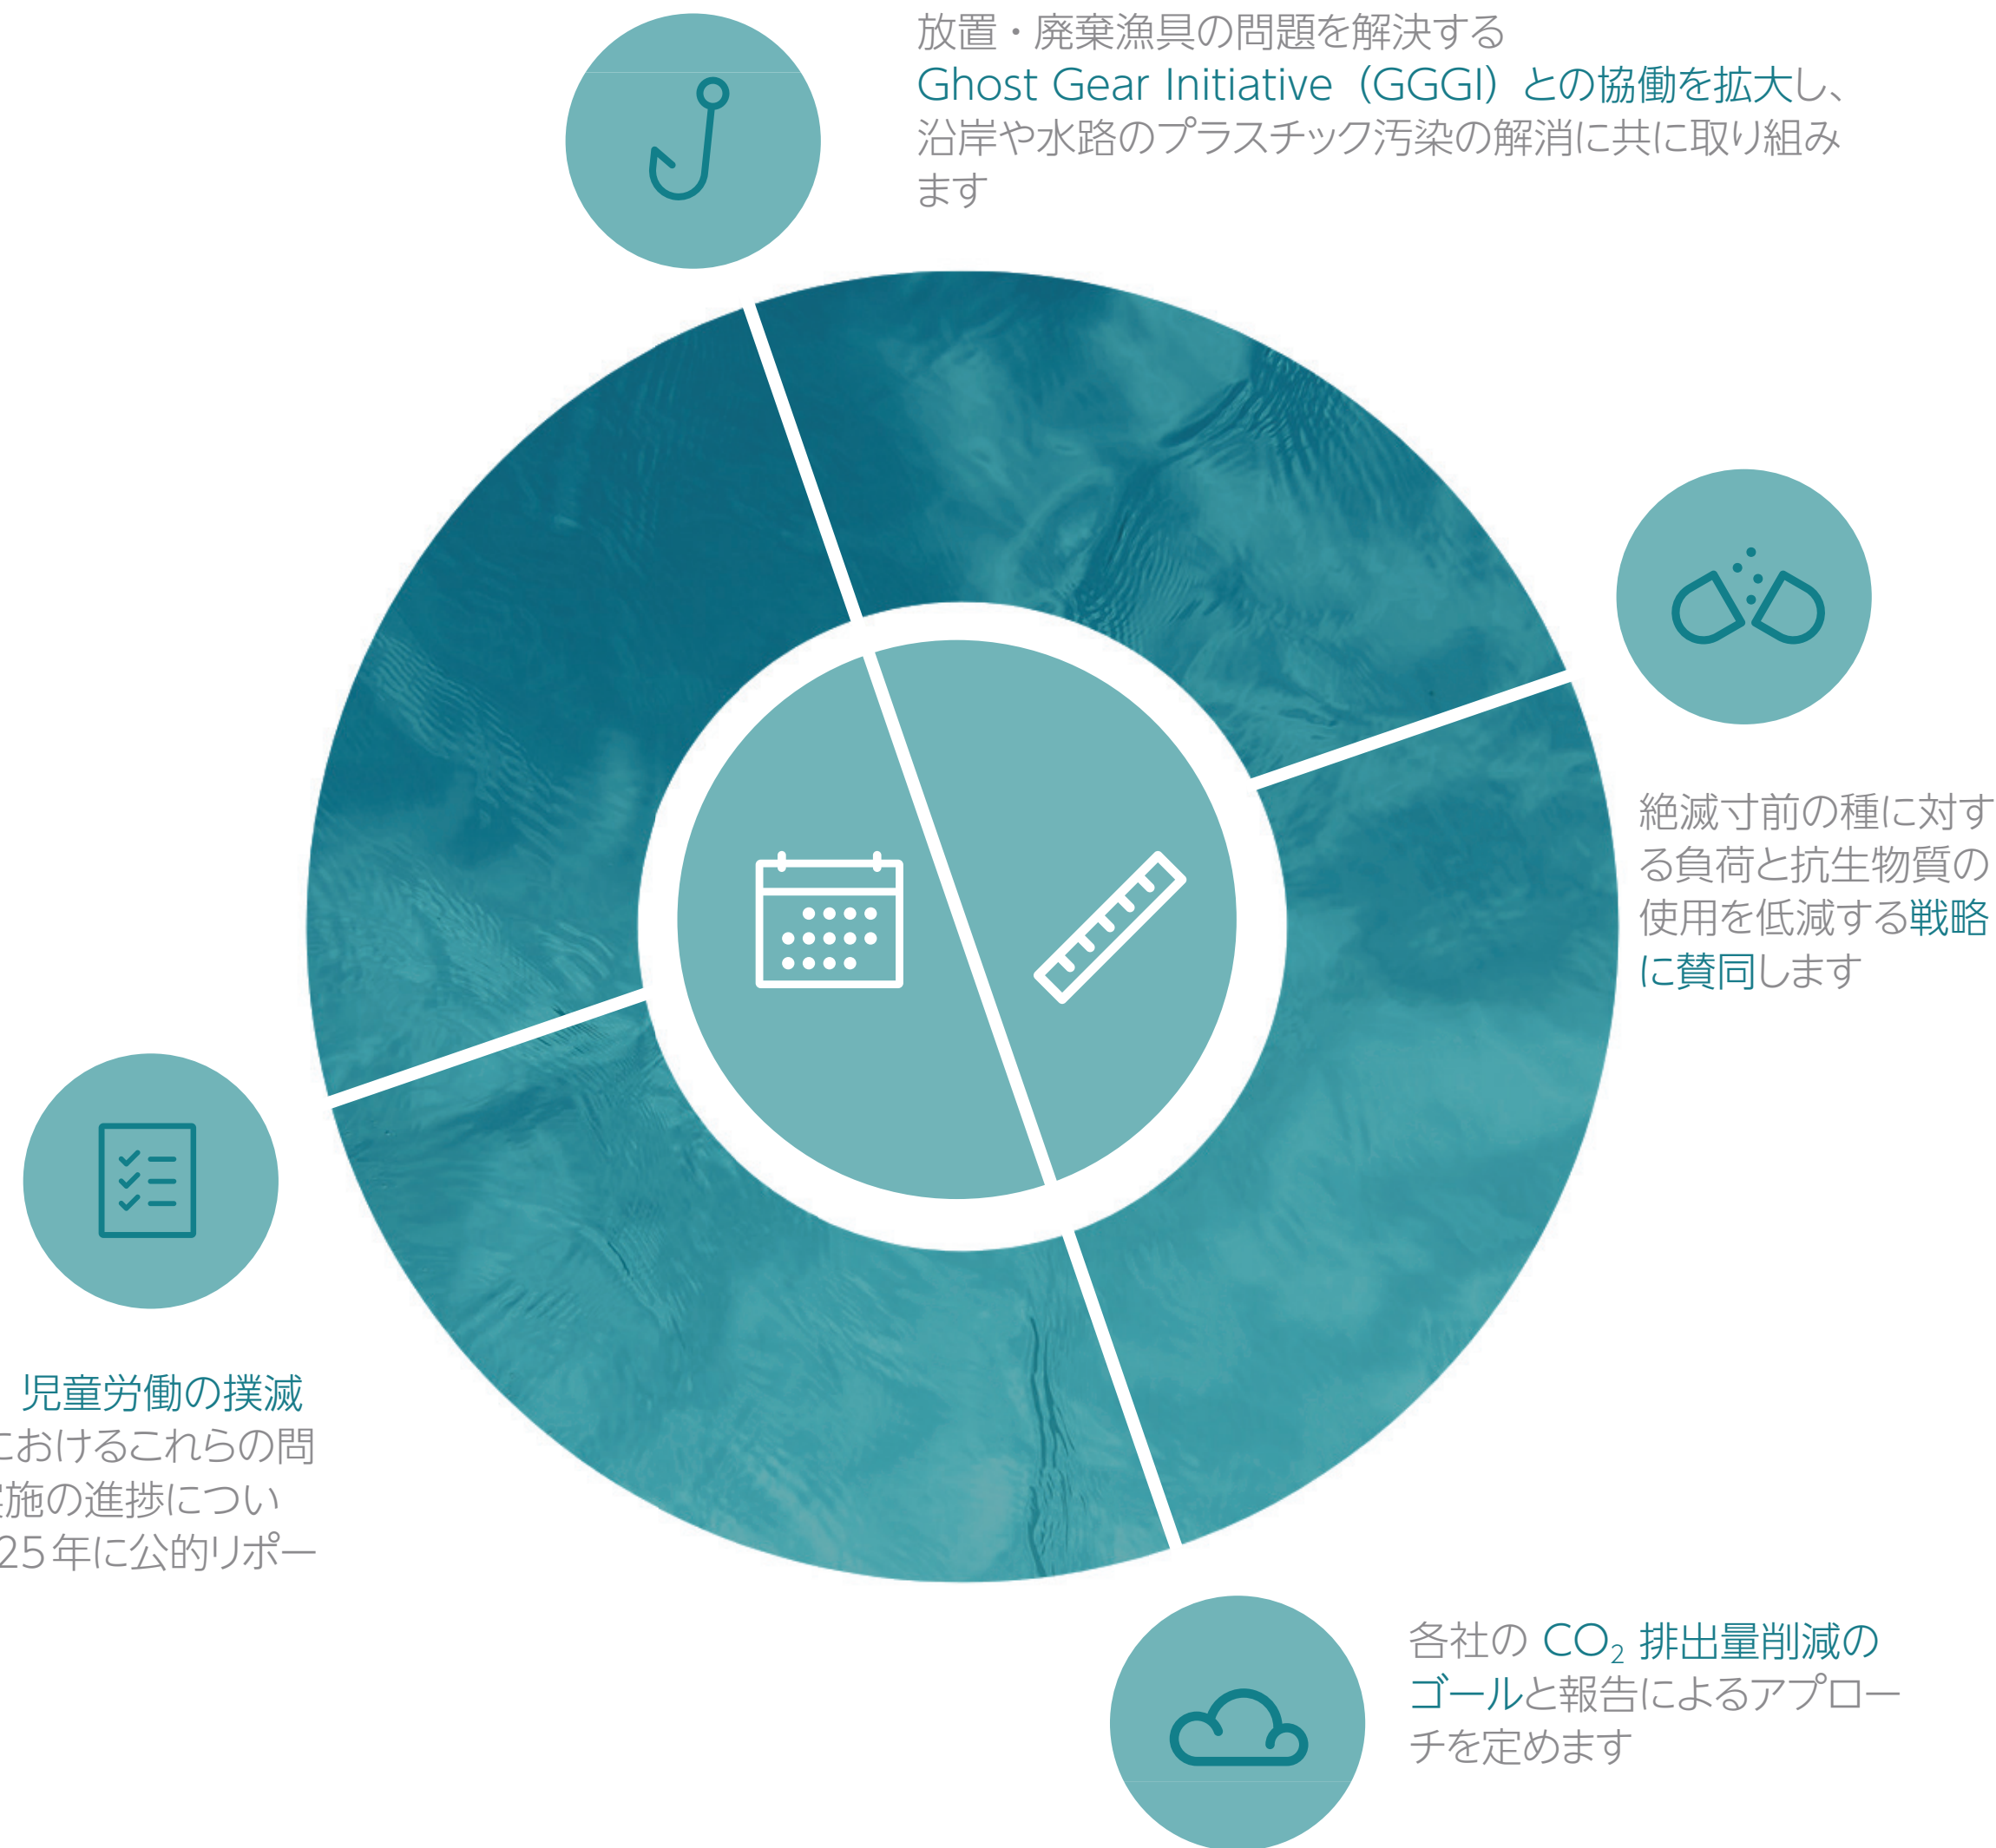 放置・廃棄漁具の問題を解決する
Ghost Gear Initiative（GGGI）との協働を拡大し、
沿岸や水路のプラスチック汚染の解消に共に取り組み
ます
絶滅寸前の種に対す
る負荷と抗生物質の
使用を低減する戦略
に賛同します
児童労働の撲滅
におけるこれらの問
施の進捗につい
25年に公的リポー
各社の CO₂ 排出量削減の
ゴールと報告によるアプロー
チを定めます